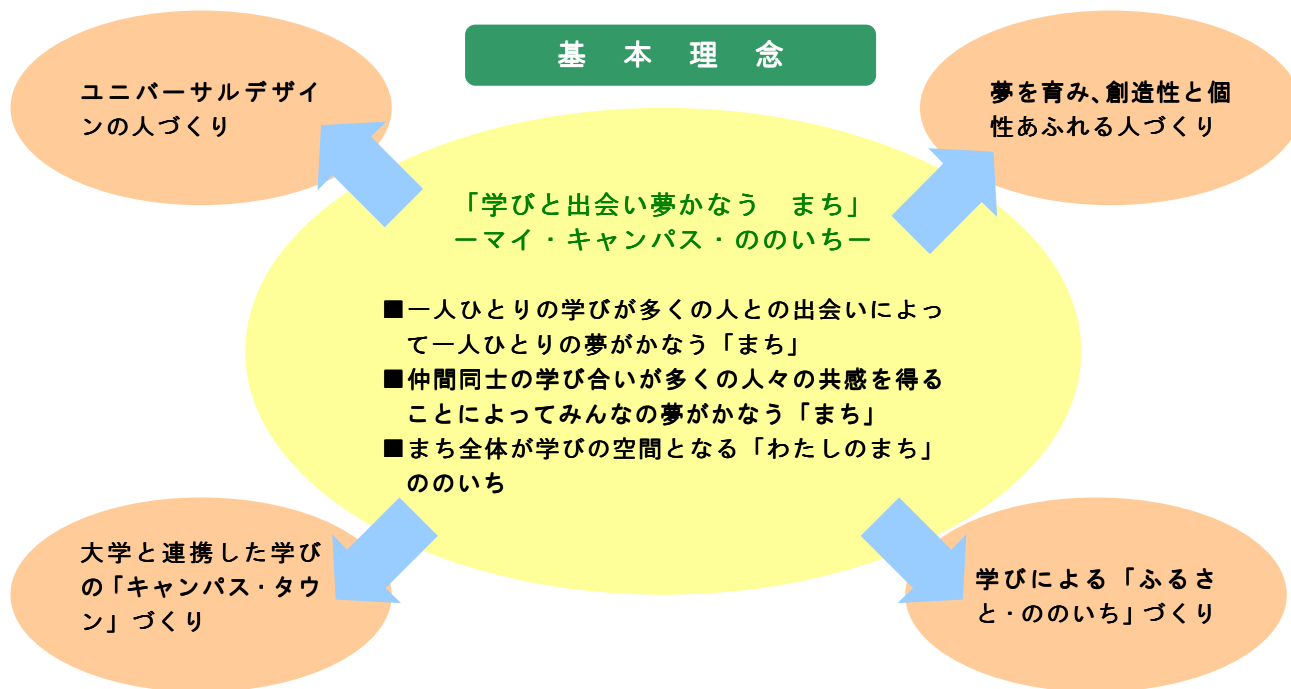 基　本　理　念
ユニバーサルデザイ
ンの人づくり
夢を育み、創造性と個
性あふれる人づくり
「学びと出会い夢かなう　まち」
ーマイ・キャンパス・ののいちー
■一人ひとりの学びが多くの人との出会いによっ
て一人ひとりの夢がかなう「まち」
■仲間同士の学び合いが多くの人々の共感を得る
ことによってみんなの夢がかなう「まち」
■まち全体が学びの空間となる「わたしのまち」
ののいち
大学と連携した学び
の「キャンパス・タウ
ン」づくり
学びによる「ふるさ
と・ののいち」づくり